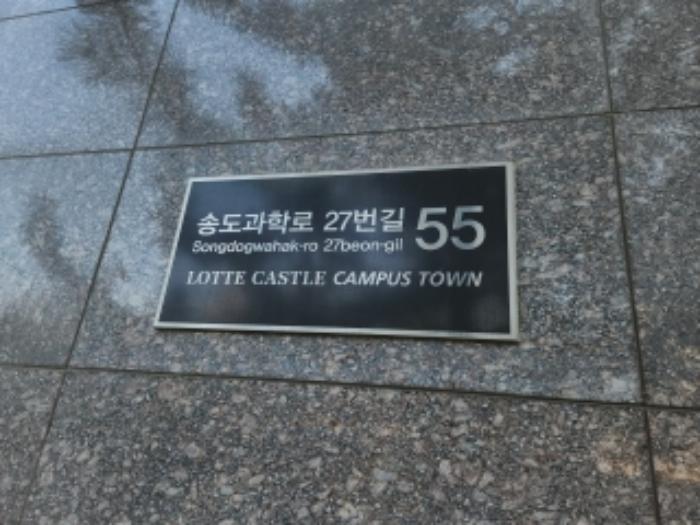 송도과학로 27번길 55
Songdogwahak-ro 27beon-gil
LOTTE CASTLE CAMPUS TOWN